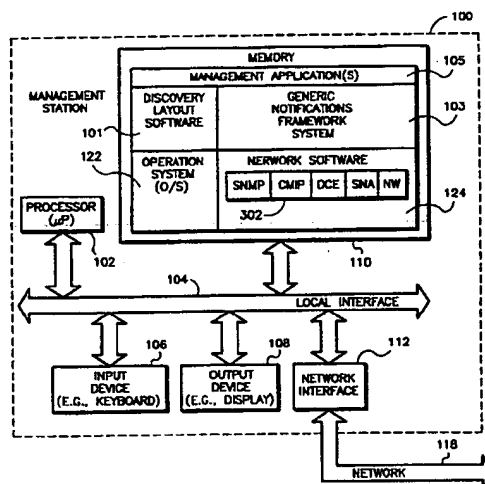 100
MEMORY
MANAGEMENT APPLICATION(S)
105
MANAGEMENT
STATION
DISCOVERY
LAYOUT
SOFTWARE
101
GENERIC
NOTIFICATIONS
FRAMEWORK
SYSTEM
103
122
OPERATION
SYSTEM
(O/S)
NERWORK SOFTWARE
SNMP CMIP DCE SNA NW
302
124
PROCESSOR
(μP)
102
110
104
LOCAL INTERFACE
106
108
112
INPUT
DEVICE
(E.G., KEYBOARD)
OUTPUT
DEVICE
(E.G., DISPLAY)
NETWORK
INTERFACE
118
NETWORK